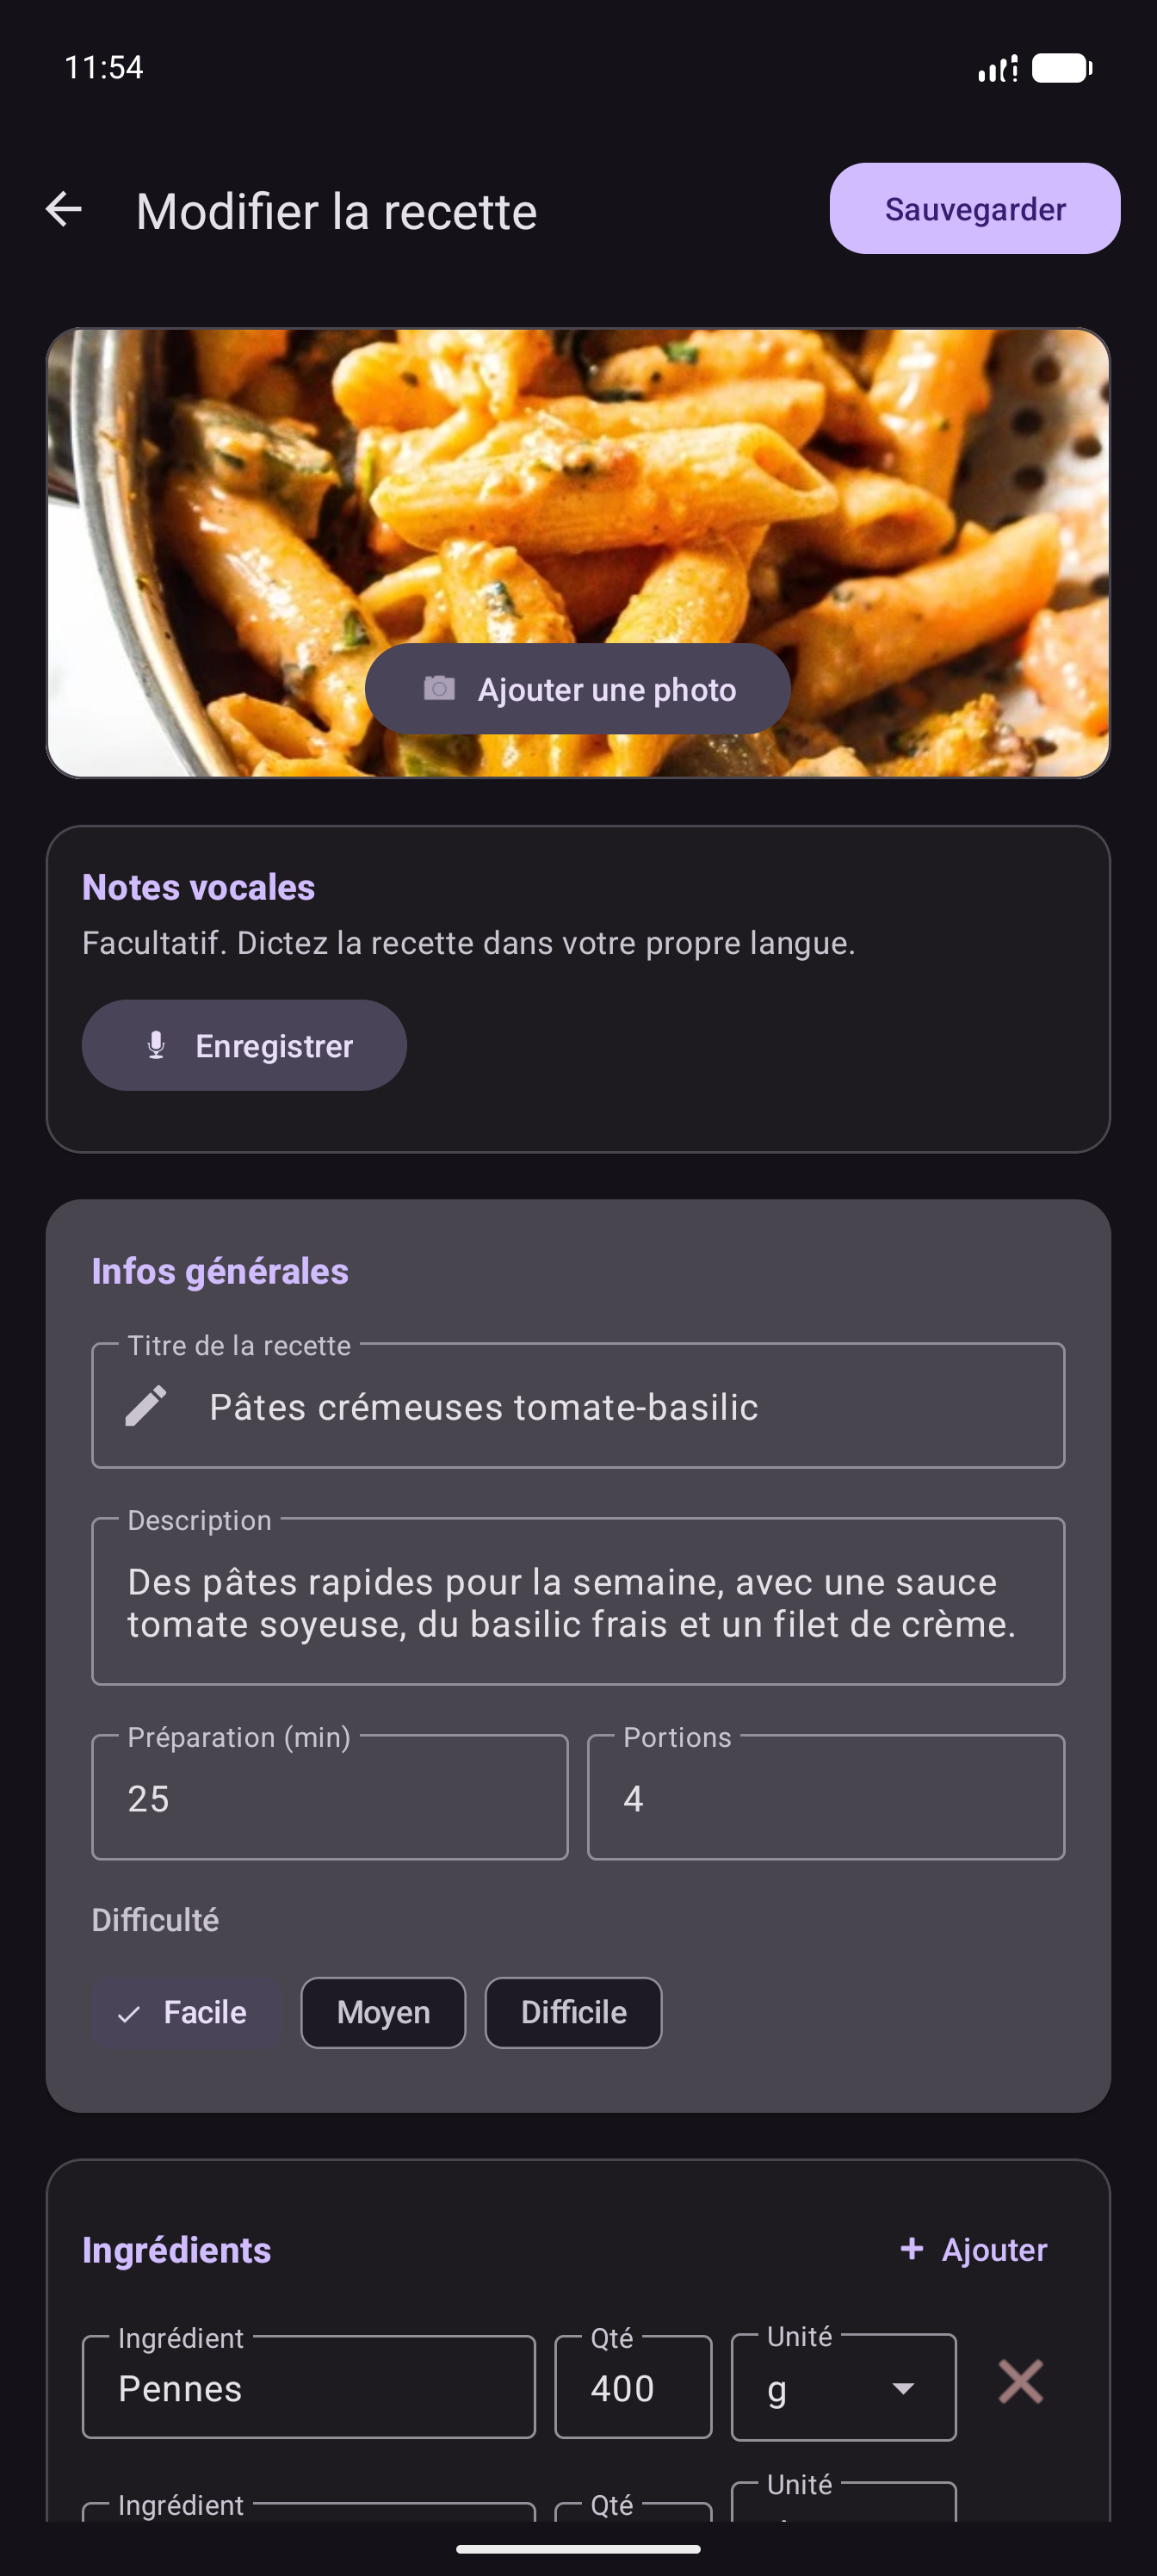 11:54
Modifier la recette
Sauvegarder
Ajouter une photo
Notes vocales
Facultatif. Dictez la recette dans votre propre langue.
Enregistrer
Infos générales
Titre de la recette
Pâtes crémeuses tomate-basilic
Description
Des pâtes rapides pour la semaine, avec une sauce
tomate soyeuse, du basilic frais et un filet de crème.
Préparation (min)
25
Portions
4
Difficulté
Facile
Moyen
Difficile
Ingrédients
+ Ajouter
Ingrédient
Pennes
Qté
400
Unité
g
Ingrédient
Qté
Unité